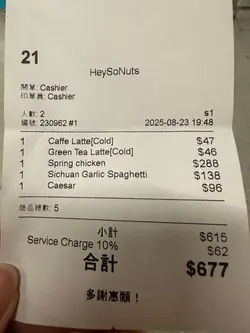 21
HeySoNuts
開單: Cashier
印單員: Cashier
人數: 2 s1
編號: 230962 #1 2025-08-23 19:48
1 Caffe Latte[Cold] $47
1 Green Tea Latte[Cold] $46
1 Spring chicken $288
1 Sichuan Garlic Spaghetti $138
1 Caesar $96
商品總數: 5
小計 $615
Service Charge 10% $62
合計 $677
多謝惠顧！